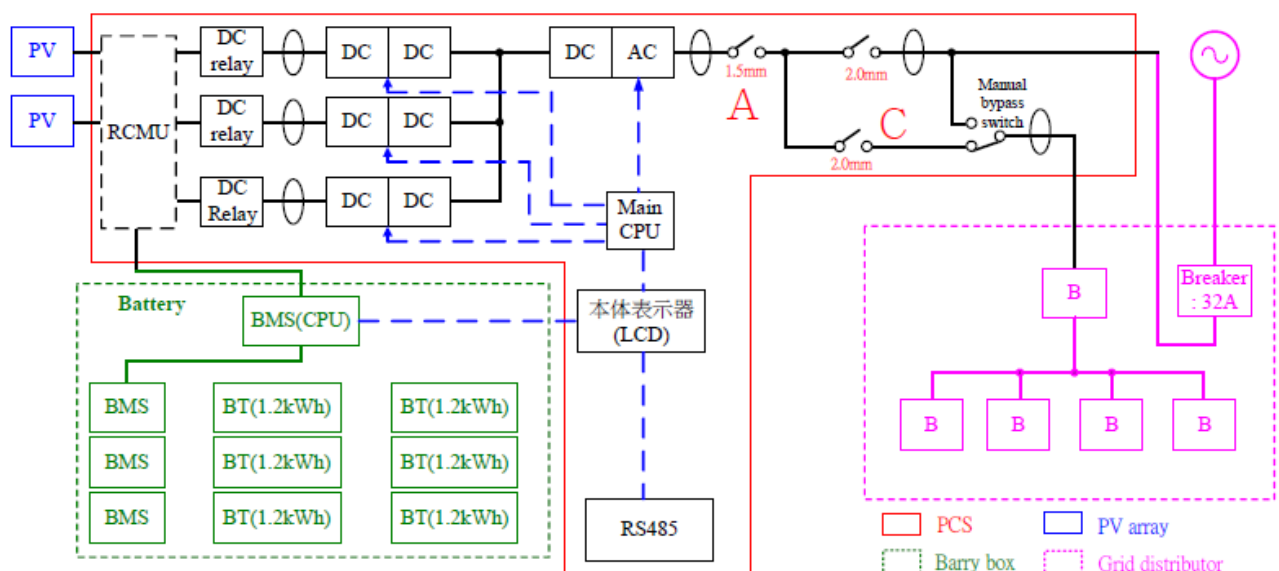 PV
DC
relay
DC
DC
DC
AC
1.5mm
2.0mm
A
PV
RCMU
DC
relay
DC
DC
C
2.0mm
Manual
bypass
switch
DC
Relay
DC
DC
Main
CPU
Battery
BMS(CPU)
本体表示器
(LCD)
B
Breaker
: 32A
BMS
BT(1.2kWh)
BT(1.2kWh)
B
B
B
B
BMS
BT(1.2kWh)
BT(1.2kWh)
BMS
BT(1.2kWh)
BT(1.2kWh)
RS485
PCS
PV array
Barry box
Grid distributor